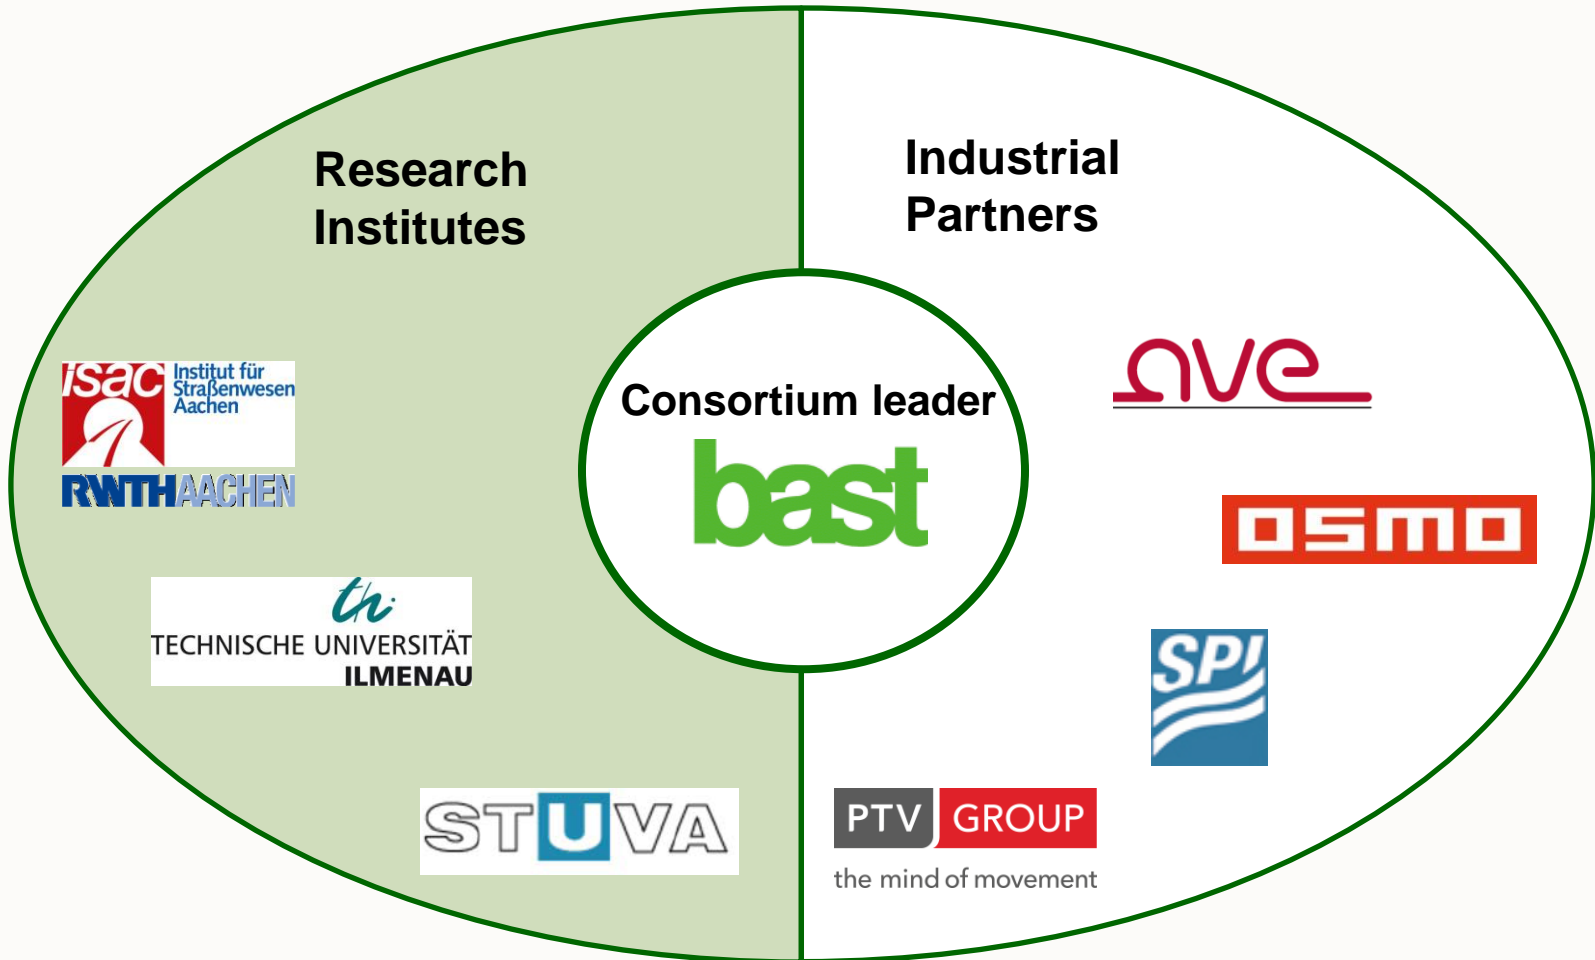 Research
Institutes
Industrial
Partners
Consortium leader
bast
isac Institut für
Straßenwesen
Aachen
RWTHAACHEN
th
TECHNISCHE UNIVERSITÄT
ILMENAU
STUVA
ave
OSMO
SPI
PTV GROUP
the mind of movement